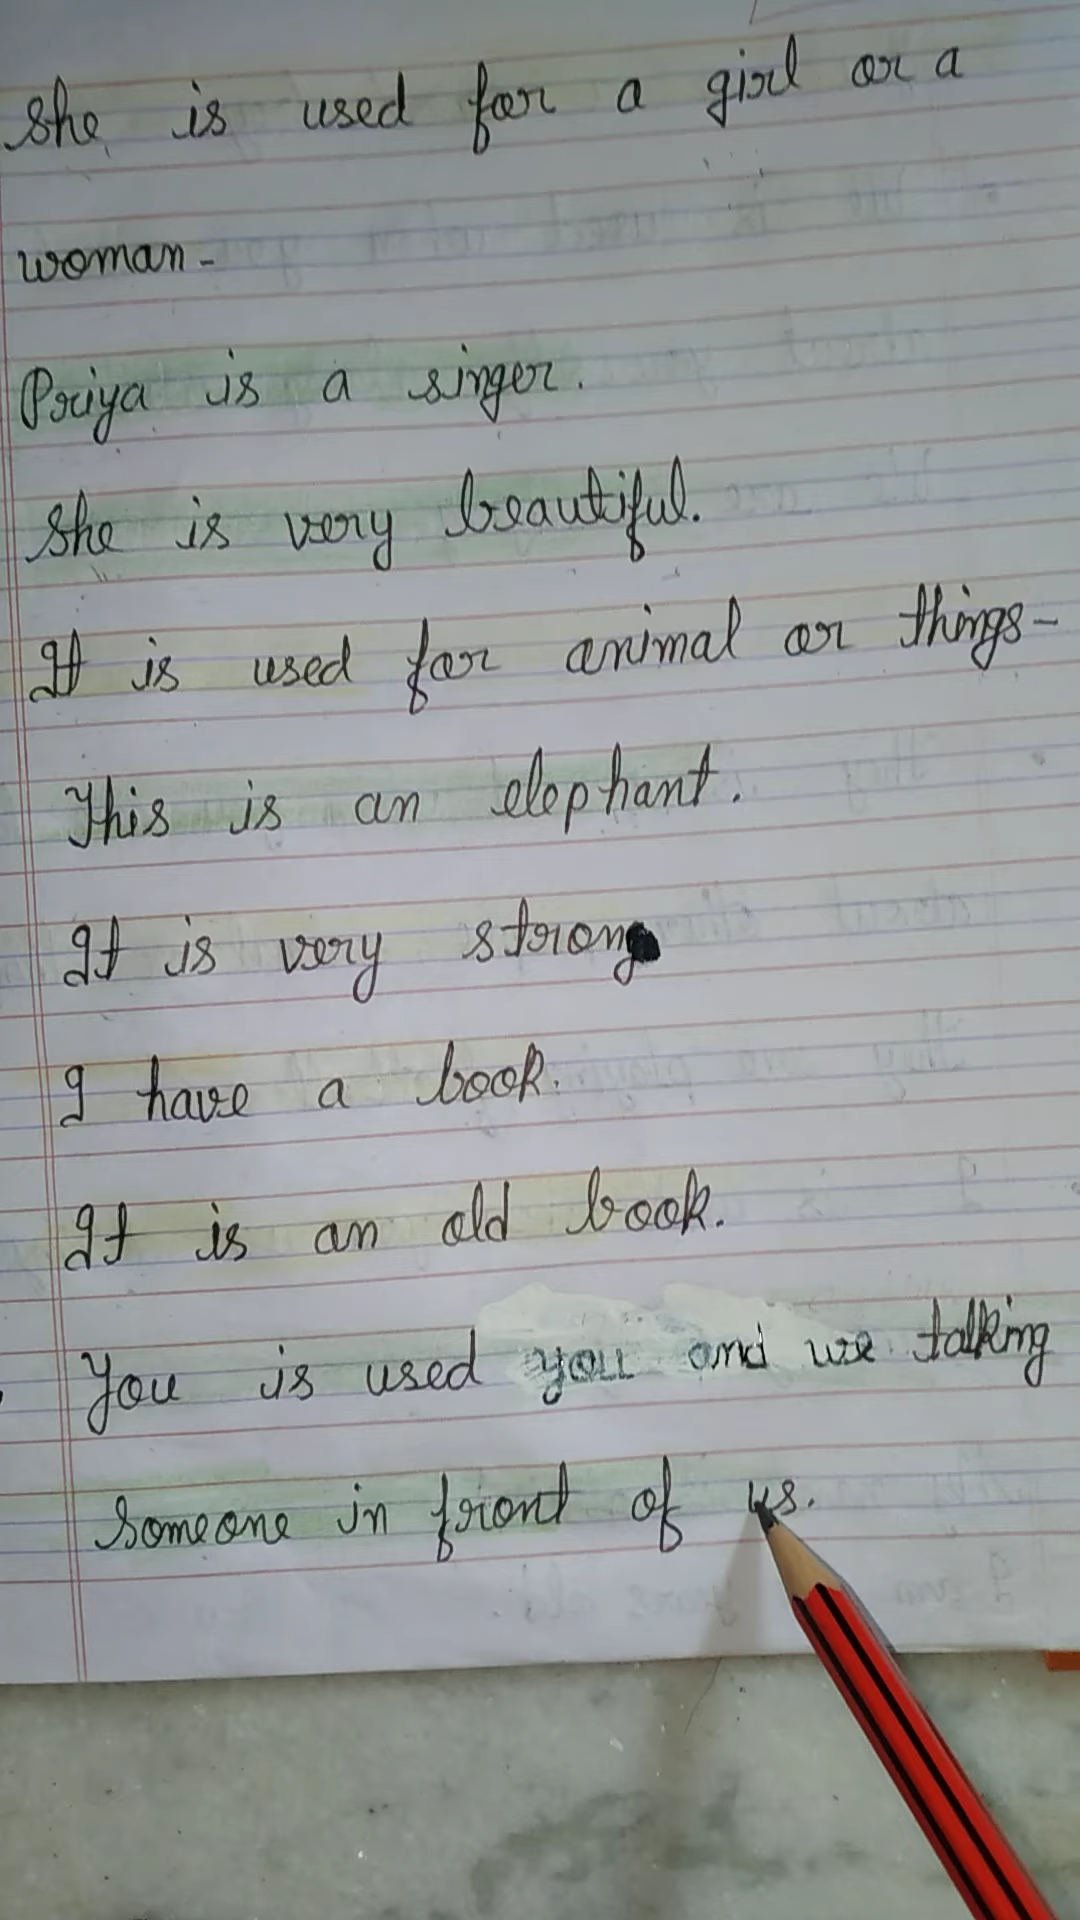 She is used for a girl or a
woman-
Priya is a singer.
She is very beautiful.
It is used for animal or things-
This is an elephant.
It is very strong
I have a book.
It is an old book.
You is used you and we talking
someone in front of us.